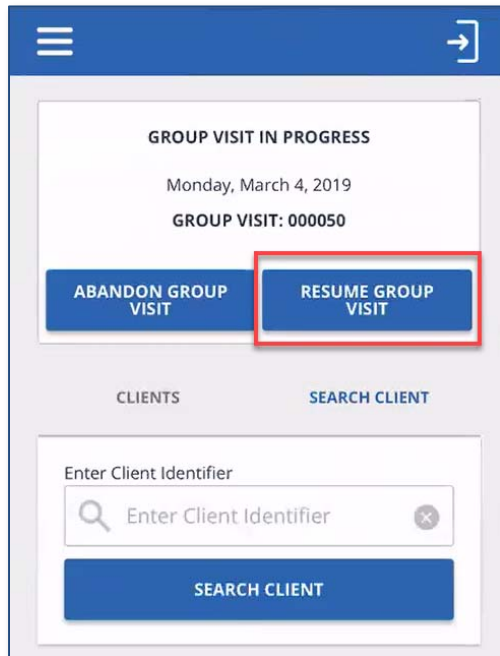 GROUP VISIT IN PROGRESS
Monday, March 4, 2019
GROUP VISIT: 000050
ABANDON GROUP
VISIT
RESUME GROUP
VISIT
CLIENTS
SEARCH CLIENT
Enter Client Identifier
Enter Client Identifier
SEARCH CLIENT